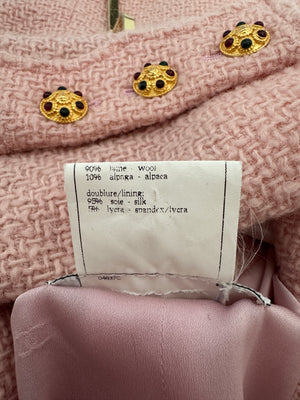 90% laine - wool
10% alpaga - alpaca
doublure/lining:
95% soie - silk
5% lycra - spandex/lycra